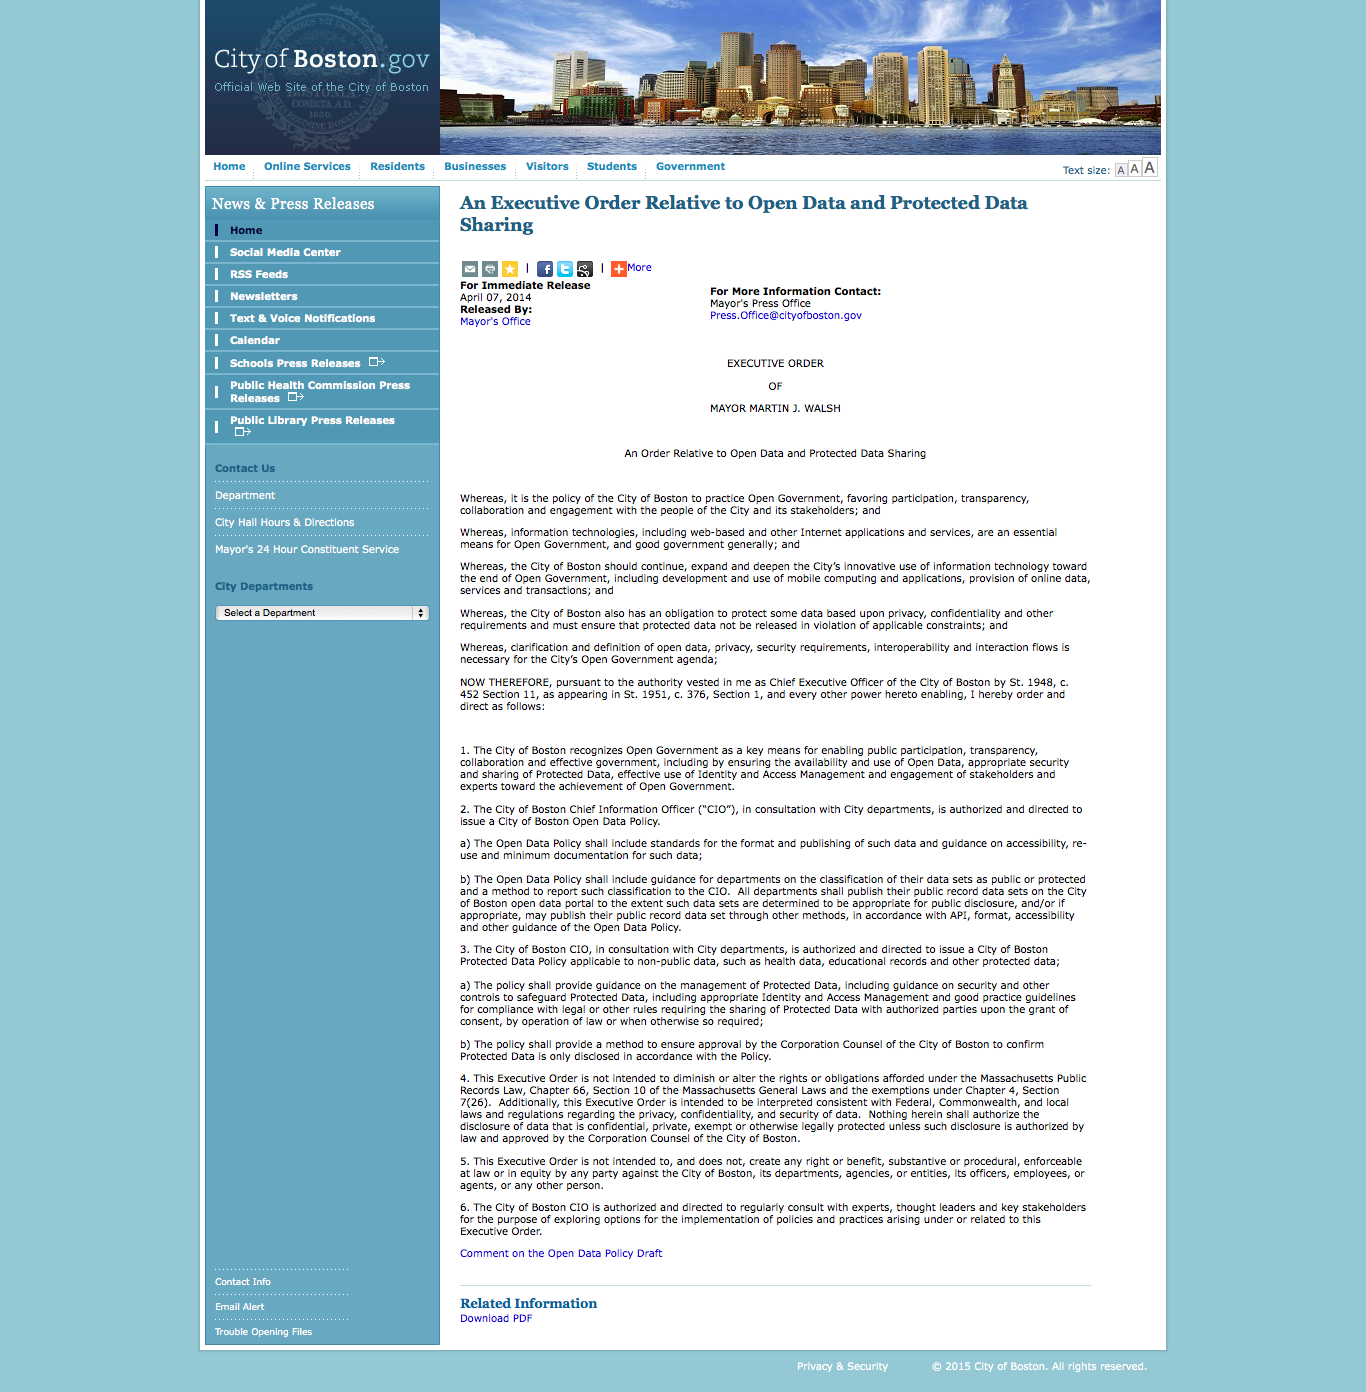 City of Boston.gov
Official Web Site of the City of Boston
BOSTONIA.
CONDITA A.D.
1630.
Home
Online Services
Residents
Businesses
Visitors
Students
Government
Text size: A A A
News & Press Releases
Home
Social Media Center
RSS Feeds
Newsletters
Text & Voice Notifications
Calendar
Schools Press Releases
Public Health Commission Press
Releases
Public Library Press Releases
Contact Us
Department
City Hall Hours & Directions
Mayor's 24 Hour Constituent Service
City Departments
Select a Department
Contact Info
Email Alert
Trouble Opening Files
An Executive Order Relative to Open Data and Protected Data
Sharing
| | More
For Immediate Release
April 07, 2014
Released By:
Mayor's Office
For More Information Contact:
Mayor's Press Office
Press.Office@cityofboston.gov
EXECUTIVE ORDER
OF
MAYOR MARTIN J. WALSH
An Order Relative to Open Data and Protected Data Sharing
Whereas, it is the policy of the City of Boston to practice Open Government, favoring participation, transparency,
collaboration and engagement with the people of the City and its stakeholders; and
Whereas, information technologies, including web-based and other Internet applications and services, are an essential
means for Open Government, and good government generally; and
Whereas, the City of Boston should continue, expand and deepen the City’s innovative use of information technology toward
the end of Open Government, including development and use of mobile computing and applications, provision of online data,
services and transactions; and
Whereas, the City of Boston also has an obligation to protect some data based upon privacy, confidentiality and other
requirements and must ensure that protected data not be released in violation of applicable constraints; and
Whereas, clarification and definition of open data, privacy, security requirements, interoperability and interaction flows is
necessary for the City’s Open Government agenda;
NOW THEREFORE, pursuant to the authority vested in me as Chief Executive Officer of the City of Boston by St. 1948, c.
452 Section 11, as appearing in St. 1951, c. 376, Section 1, and every other power hereto enabling, I hereby order and
direct as follows:
1. The City of Boston recognizes Open Government as a key means for enabling public participation, transparency,
collaboration and effective government, including by ensuring the availability and use of Open Data, appropriate security
and sharing of Protected Data, effective use of Identity and Access Management and engagement of stakeholders and
experts toward the achievement of Open Government.
2. The City of Boston Chief Information Officer (“CIO”), in consultation with City departments, is authorized and directed to
issue a City of Boston Open Data Policy.
a) The Open Data Policy shall include standards for the format and publishing of such data and guidance on accessibility, re-
use and minimum documentation for such data;
b) The Open Data Policy shall include guidance for departments on the classification of their data sets as public or protected
and a method to report such classification to the CIO.  All departments shall publish their public record data sets on the City
of Boston open data portal to the extent such data sets are determined to be appropriate for public disclosure, and/or if
appropriate, may publish their public record data set through other methods, in accordance with API, format, accessibility
and other guidance of the Open Data Policy.
3. The City of Boston CIO, in consultation with City departments, is authorized and directed to issue a City of Boston
Protected Data Policy applicable to non-public data, such as health data, educational records and other protected data;
a) The policy shall provide guidance on the management of Protected Data, including guidance on security and other
controls to safeguard Protected Data, including appropriate Identity and Access Management and good practice guidelines
for compliance with legal or other rules requiring the sharing of Protected Data with authorized parties upon the grant of
consent, by operation of law or when otherwise so required;
b) The policy shall provide a method to ensure approval by the Corporation Counsel of the City of Boston to confirm
Protected Data is only disclosed in accordance with the Policy.
4. This Executive Order is not intended to diminish or alter the rights or obligations afforded under the Massachusetts Public
Records Law, Chapter 66, Section 10 of the Massachusetts General Laws and the exemptions under Chapter 4, Section
7(26).  Additionally, this Executive Order is intended to be interpreted consistent with Federal, Commonwealth, and local
laws and regulations regarding the privacy, confidentiality, and security of data.  Nothing herein shall authorize the
disclosure of data that is confidential, private, exempt or otherwise legally protected unless such disclosure is authorized by
law and approved by the Corporation Counsel of the City of Boston.
5. This Executive Order is not intended to, and does not, create any right or benefit, substantive or procedural, enforceable
at law or in equity by any party against the City of Boston, its departments, agencies, or entities, its officers, employees, or
agents, or any other person.
6. The City of Boston CIO is authorized and directed to regularly consult with experts, thought leaders and key stakeholders
for the purpose of exploring options for the implementation of policies and practices arising under or related to this
Executive Order.
Comment on the Open Data Policy Draft
Related Information
Download PDF
Privacy & Security
© 2015 City of Boston. All rights reserved.